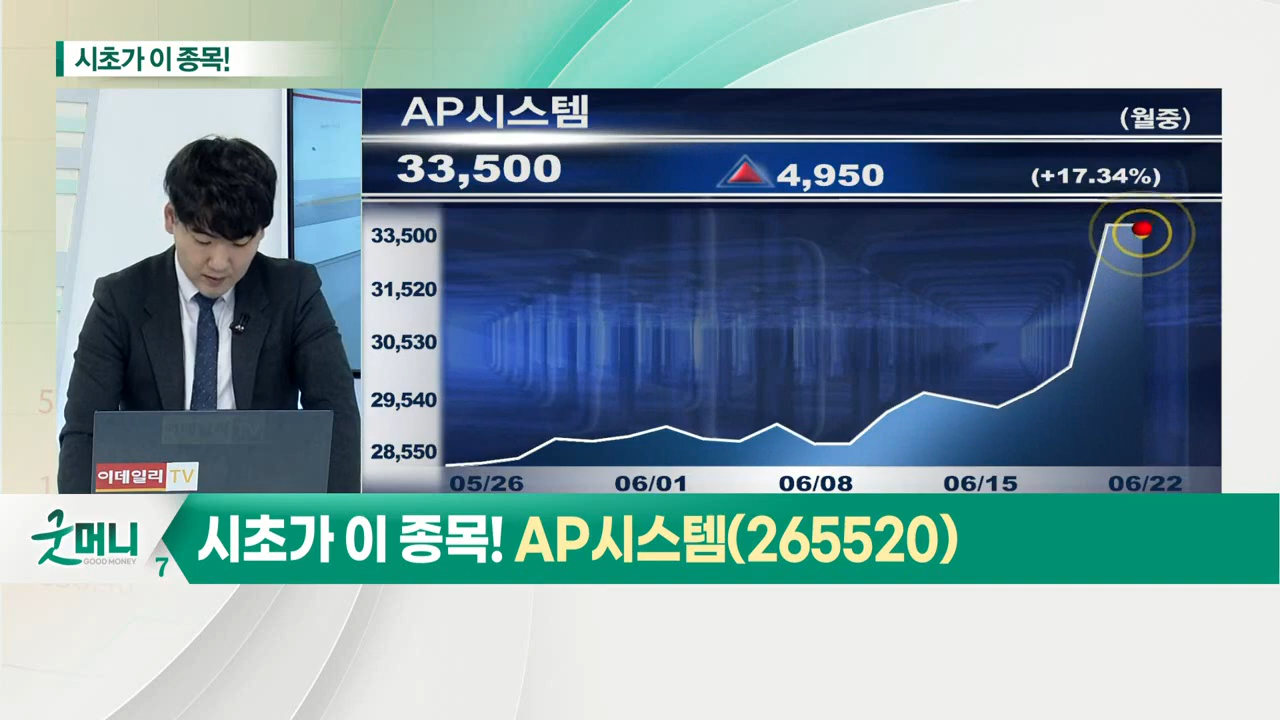 시초가 이 종목!
AP시스템 (월중)
33,500 4,950 (+17.34%)
33,500
31,520
30,530
29,540
28,550
05/26 06/01 06/08 06/15 06/22
이데일리 TV
굿머니
GOOD MONEY
7
시초가 이 종목! AP시스템(265520)